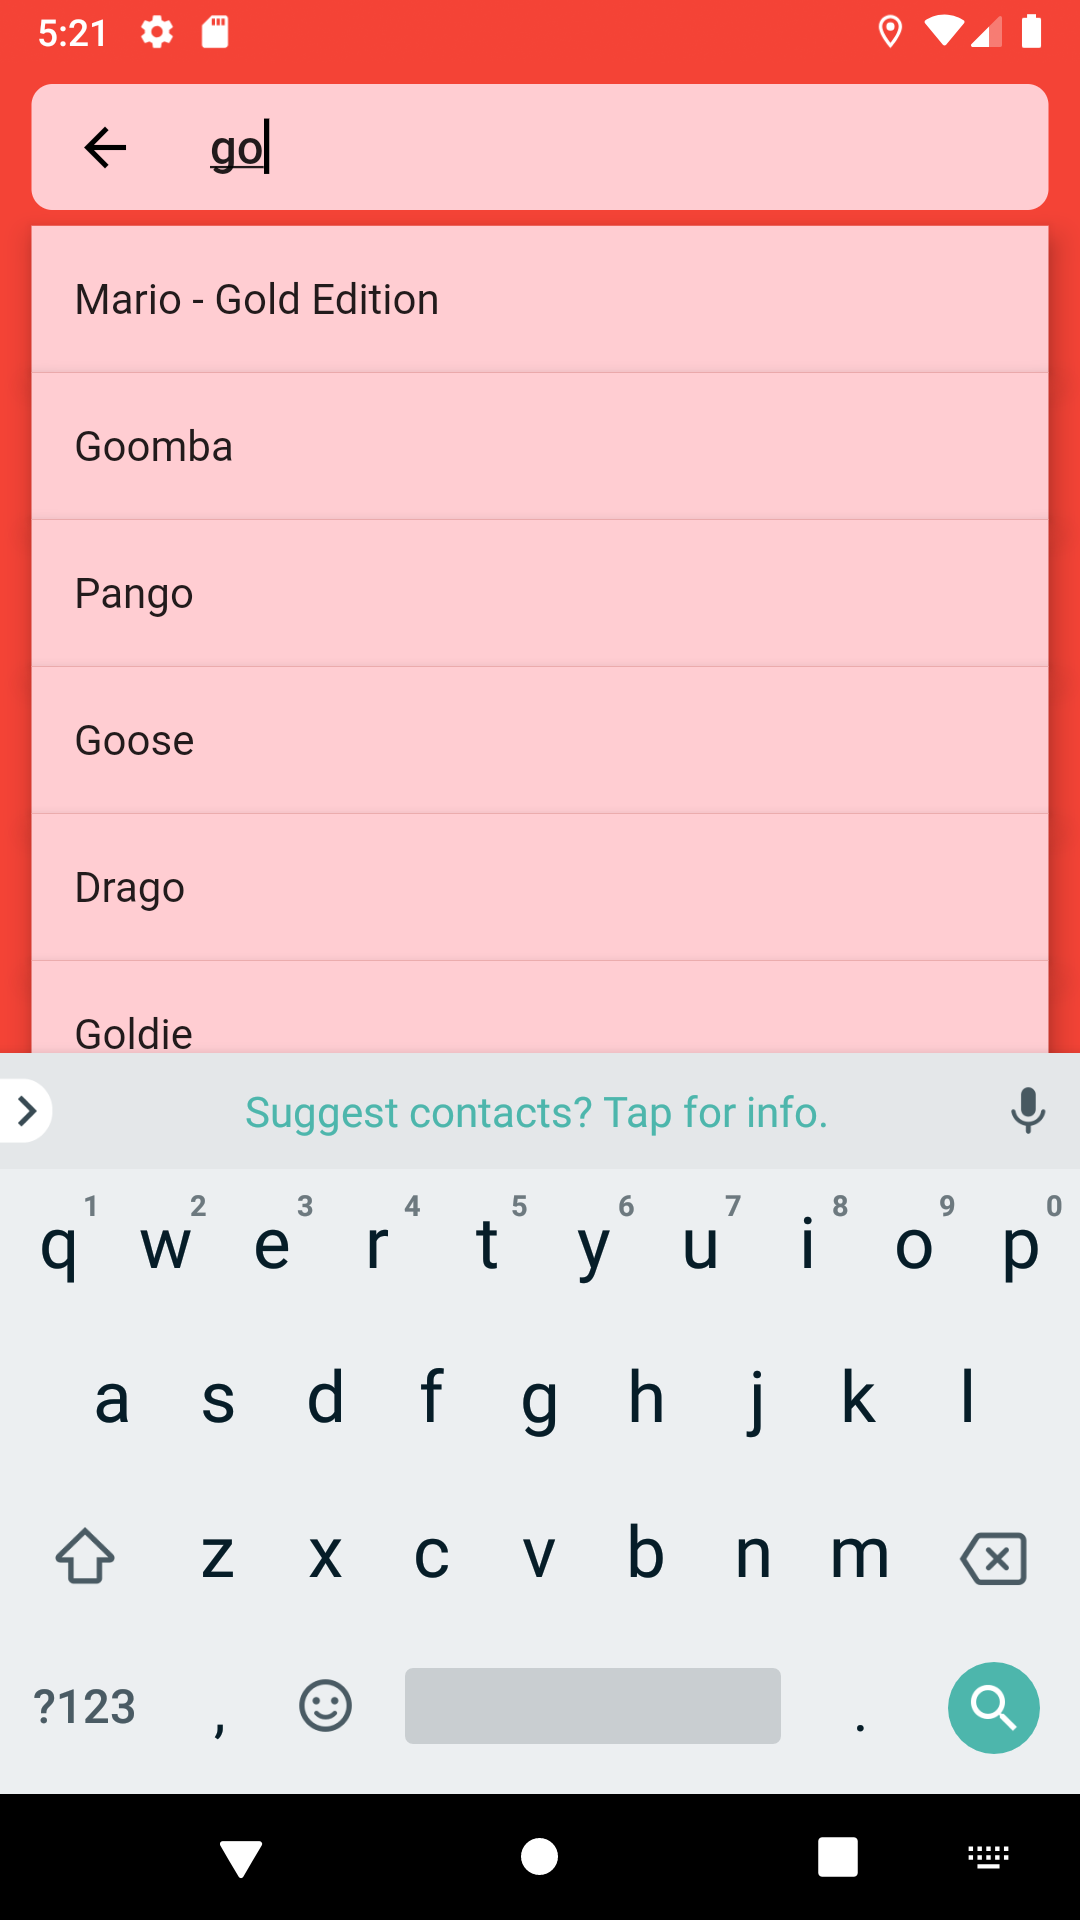 5:21
go
Mario - Gold Edition
Goomba
Pango
Goose
Drago
Goldie
Suggest contacts? Tap for info.
1 2 3 4 5 6 7 8 9 0
q w e r t y u i o p
a s d f g h j k l
z x c v b n m
?123 , .